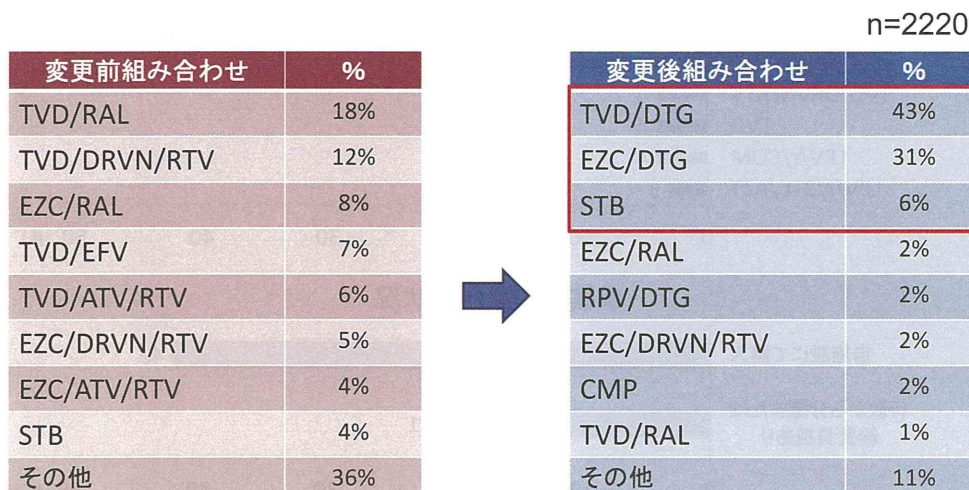 n=2220
変更前組み合わせ %
TVD/RAL 18%
TVD/DRVN/RTV 12%
EZC/RAL 8%
TVD/EFV 7%
TVD/ATV/RTV 6%
EZC/DRVN/RTV 5%
EZC/ATV/RTV 4%
STB 4%
その他 36%
変更後組み合わせ %
TVD/DTG 43%
EZC/DTG 31%
STB 6%
EZC/RAL 2%
RPV/DTG 2%
EZC/DRVN/RTV 2%
CMP 2%
TVD/RAL 1%
その他 11%